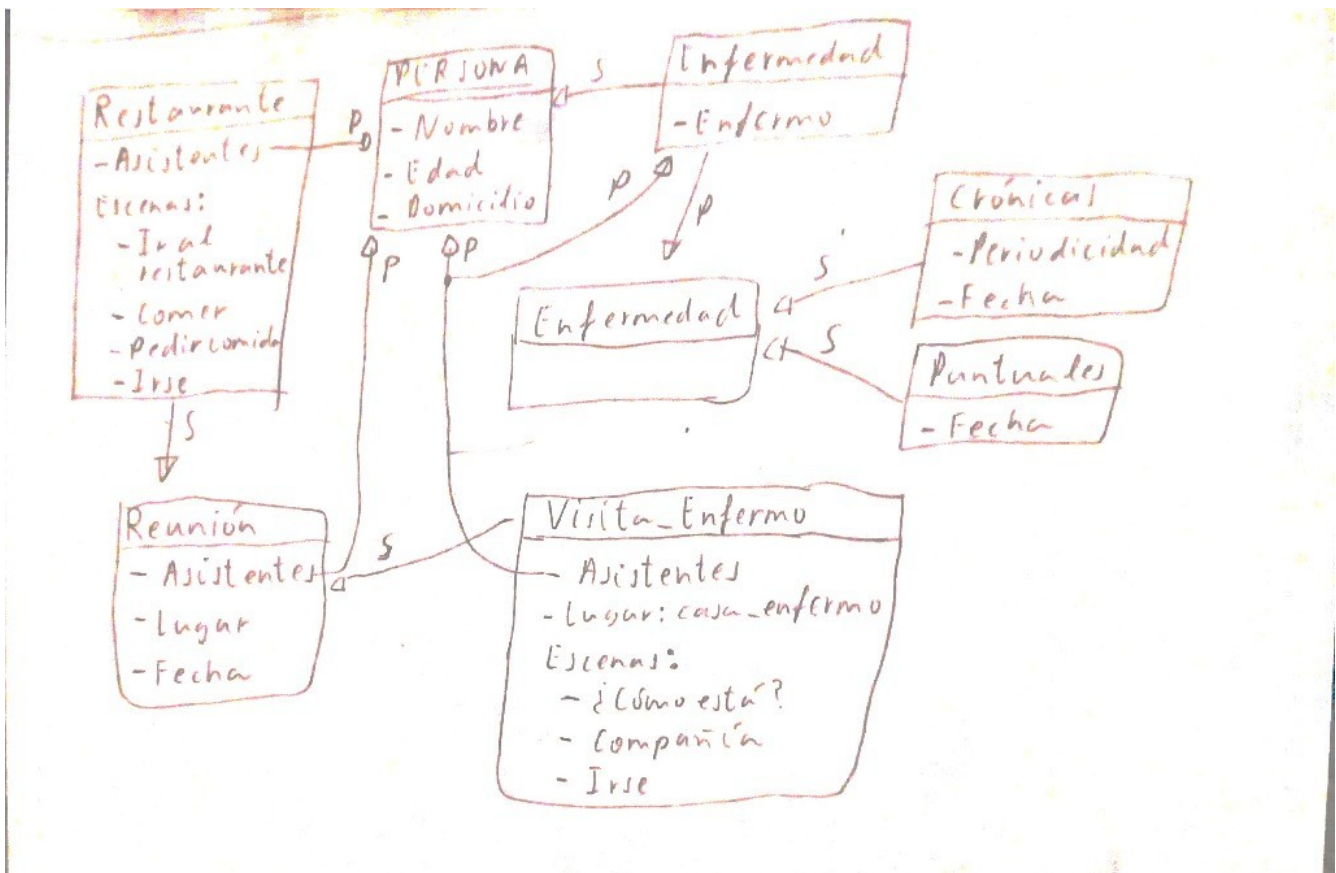 Restaurante
- Asistentes
Escenas:
- Ir al
restaurante
- Comer
- Pedir comida
- Irse
P
S
PERSONA
- Nombre
- Edad
- Domicilio
P
P
S
Enfermedad
- Enfermo
P
P
Enfermedad
S
S
Crónicas
- Periodicidad
- Fecha
Puntuales
- Fecha
Reunión
- Asistentes
- Lugar
- Fecha
S
Visita_Enfermo
- Asistentes
- Lugar: casa_enfermo
Escenas:
- ¿Cómo está?
- Compañía
- Irse